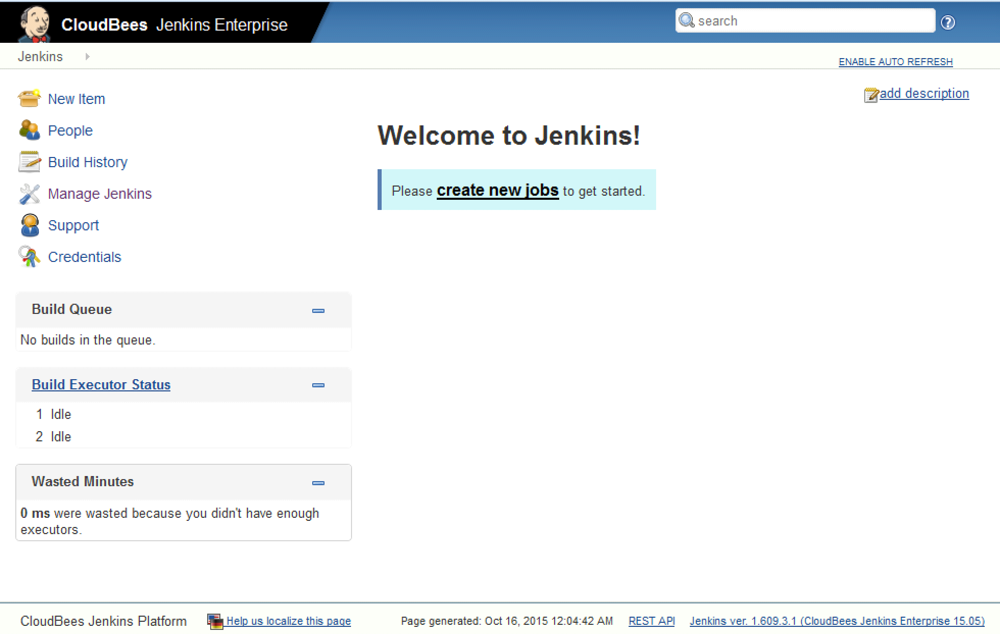 CloudBees Jenkins Enterprise
search
Jenkins
ENABLE AUTO REFRESH
New Item
People
Build History
Manage Jenkins
Support
Credentials
add description
Welcome to Jenkins!
Please create new jobs to get started.
Build Queue
No builds in the queue.
Build Executor Status
1 Idle
2 Idle
Wasted Minutes
0 ms were wasted because you didn't have enough
executors.
CloudBees Jenkins Platform Help us localize this page Page generated: Oct 16, 2015 12:04:42 AM REST API Jenkins ver. 1.609.3.1 (CloudBees Jenkins Enterprise 15.05)